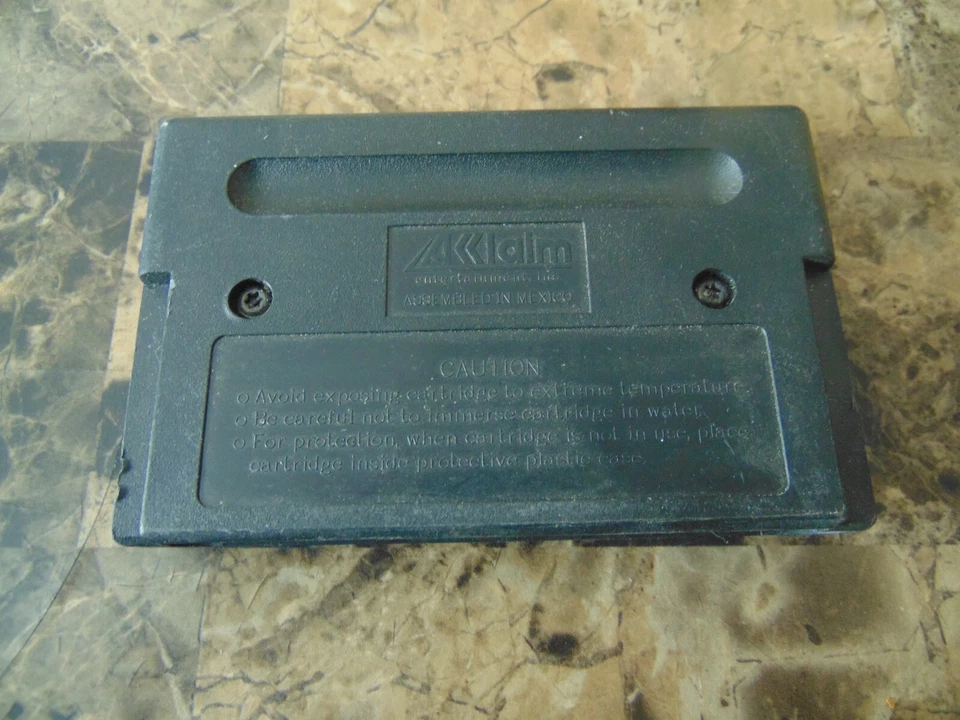 AKKlaim
entertainment, inc.
ASSEMBLED IN MEXICO
CAUTION
o Avoid exposing cartridge to extreme temperature.
o Be careful not to immerse cartridge in water.
o For protection, when cartridge is not in use, place
cartridge inside protective plastic case.